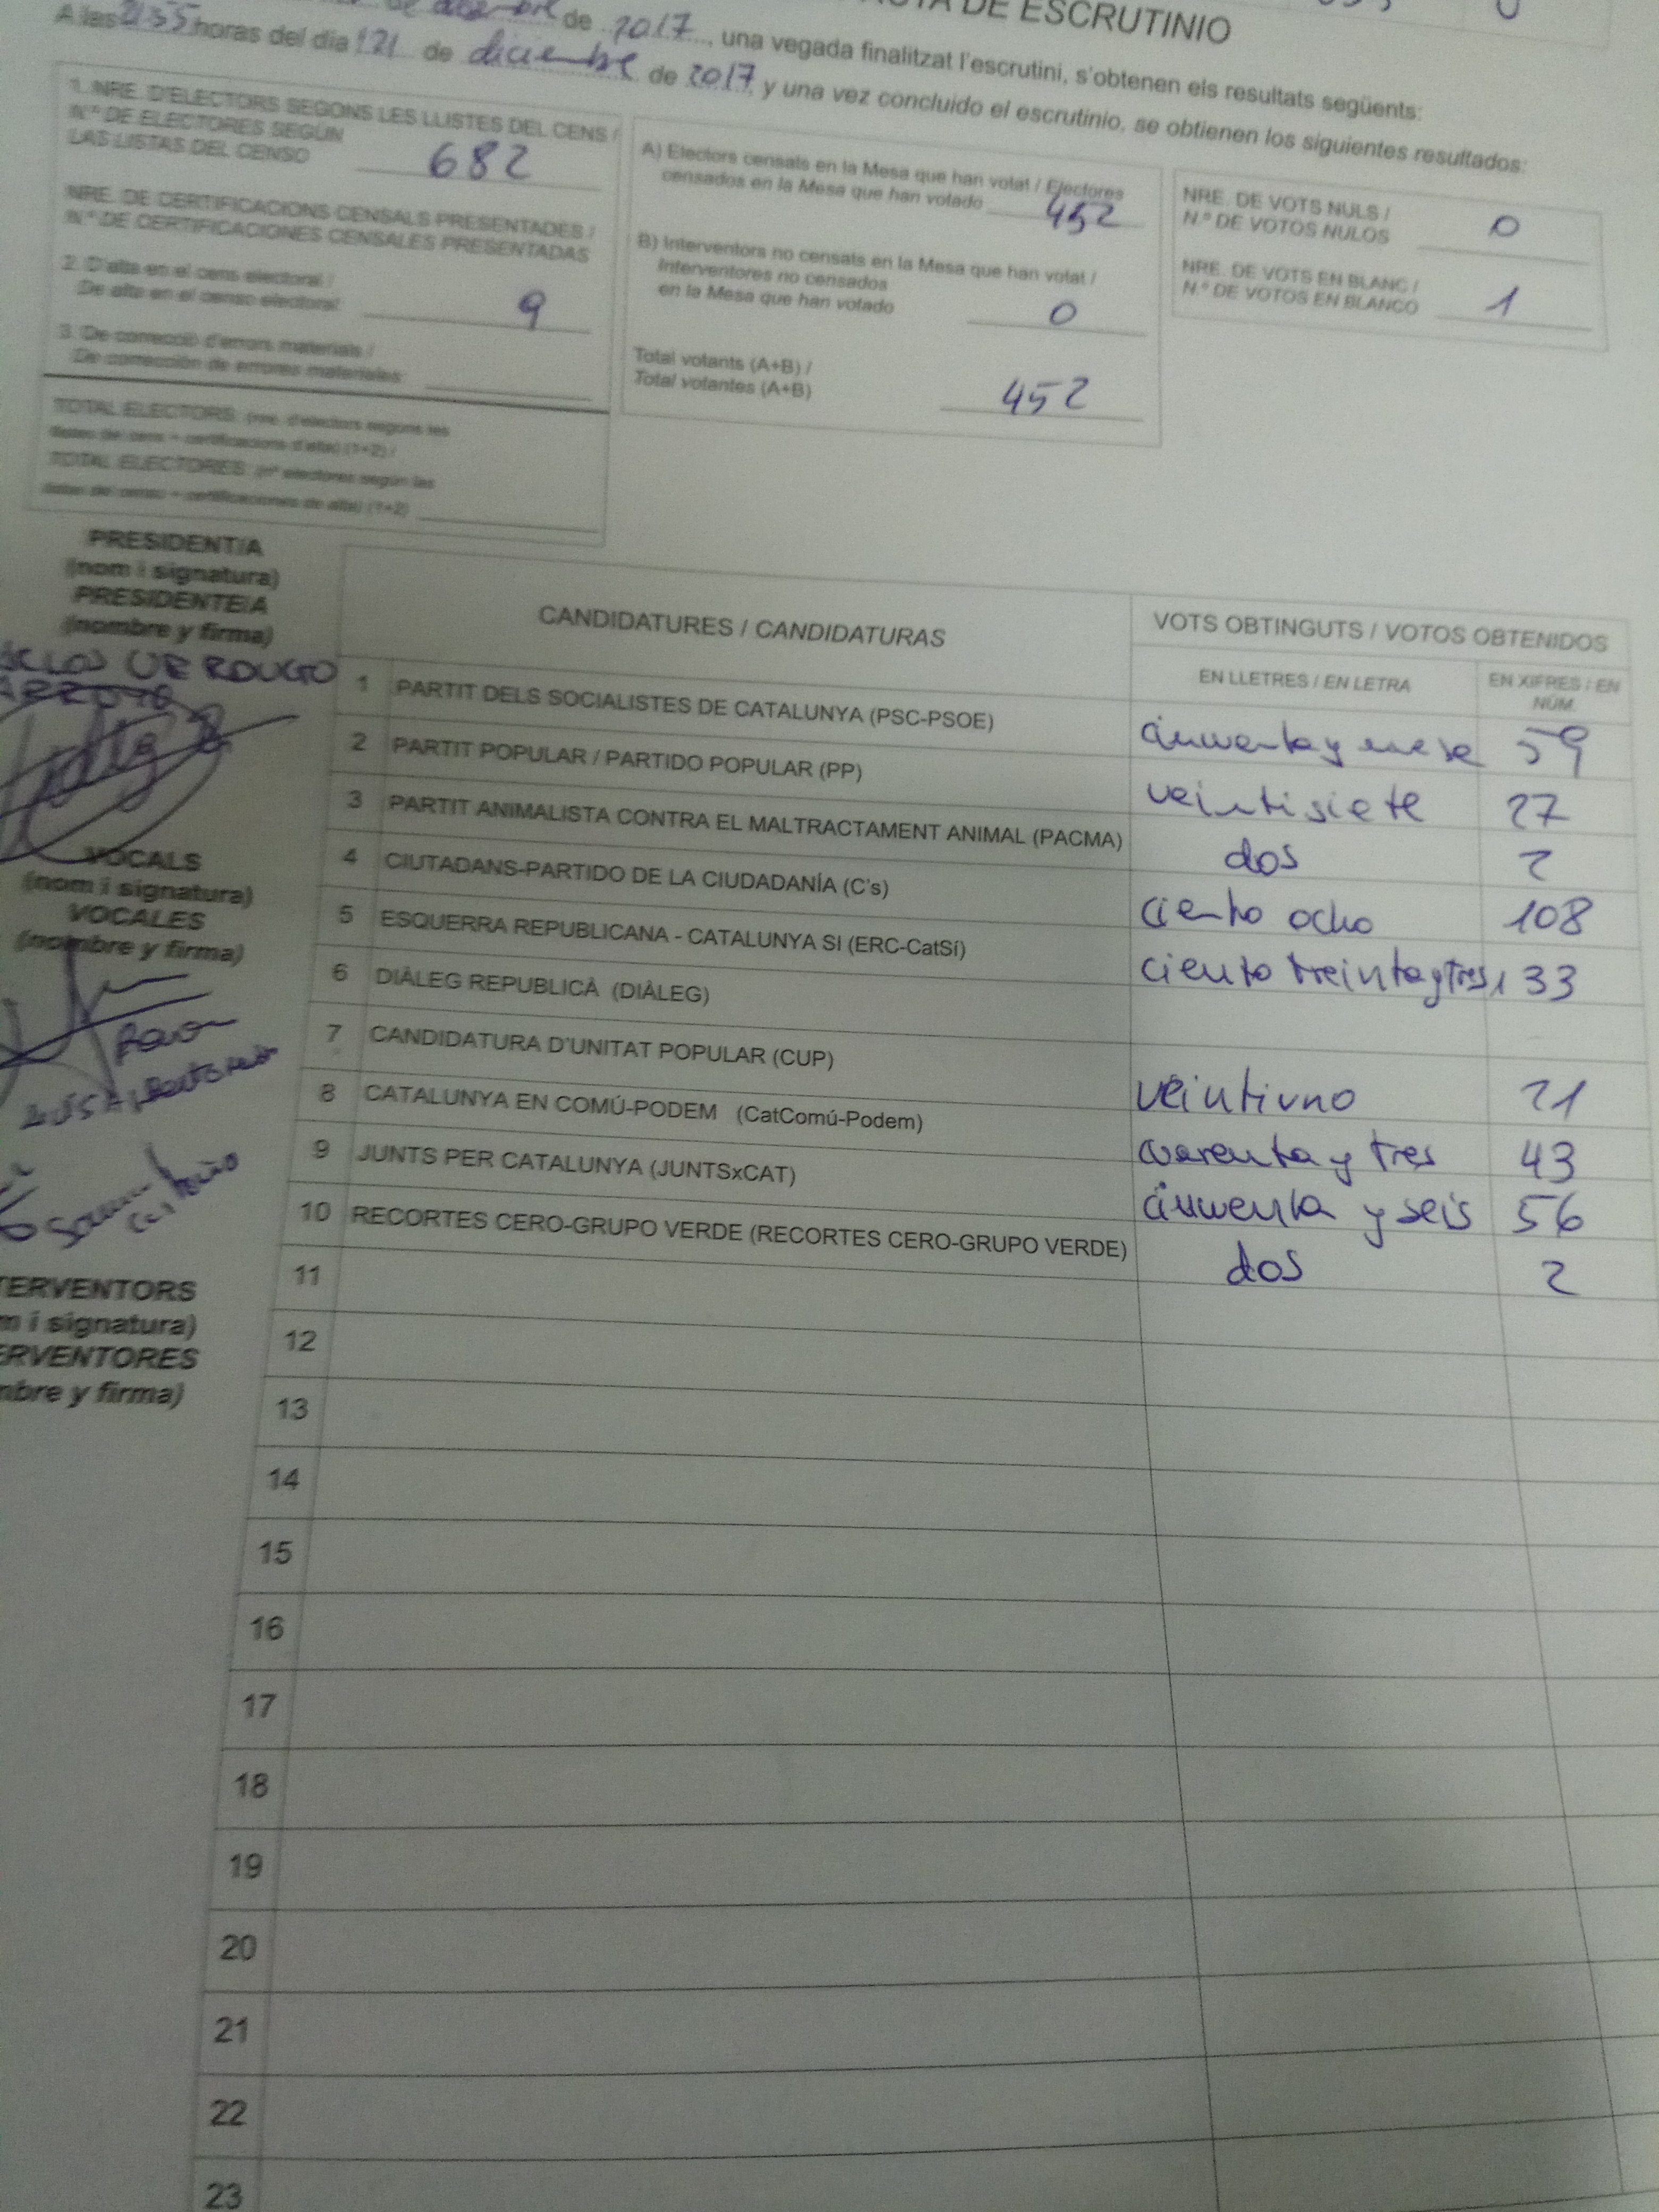 DE ESCRUTINIO
de 2017, una vegada finalitzat l'escrutini, s'obtenen els resultats següents:
A las 21:55 horas del dia 21 de diciembre de 2017, y una vez concluido el escrutinio, se obtienen los siguientes resultados:
1. NRE. D'ELECTORS SEGONS LES LLISTES DEL CENS /
N.º DE ELECTORES SEGÚN
LAS LISTAS DEL CENSO 682
NRE. DE CERTIFICACIONS CENSALS PRESENTADES /
N.º DE CERTIFICACIONES CENSALES PRESENTADAS
2. D'alta en el cens electoral /
De alta en el censo electoral: 9
3. De correcció d'errors materials /
De corrección de errores materiales:
TOTAL ELECTORS: (nre. d'electors segons les
llistes del cens + certificacions d'alta) (1+2) /
TOTAL ELECTORES: (nº electores según las
listas del censo + certificaciones de alta) (1+2)
A) Electors censats en la Mesa que han votat / Electores
censados en la Mesa que han votado 452
B) Interventors no censats en la Mesa que han votat /
Interventores no censados
en la Mesa que han votado 0
Total votants (A+B) /
Total votantes (A+B) 452
NRE. DE VOTS NULS /
N.º DE VOTOS NULOS 0
NRE. DE VOTS EN BLANC /
N.º DE VOTOS EN BLANCO 1
PRESIDENT/A
(nom i signatura)
PRESIDENTE/A
(nombre y firma)
VOCALS
(nom i signatura)
VOCALES
(nombre y firma)
TERVENTORS
m i signatura)
ERVENTORES
mbre y firma)
CANDIDATURES / CANDIDATURAS
VOTS OBTINGUTS / VOTOS OBTENIDOS
EN LLETRES / EN LETRA
EN XIFRES / EN
NÚM.
1 PARTIT DELS SOCIALISTES DE CATALUNYA (PSC-PSOE) cincuenta y nueve 59
2 PARTIT POPULAR / PARTIDO POPULAR (PP) veintisiete 27
3 PARTIT ANIMALISTA CONTRA EL MALTRACTAMENT ANIMAL (PACMA) dos 2
4 CIUTADANS-PARTIDO DE LA CIUDADANÍA (C's) ciento ocho 108
5 ESQUERRA REPUBLICANA - CATALUNYA SI (ERC-CatSí) ciento treinta y tres 133
6 DIÀLEG REPUBLICÀ (DIÀLEG)
7 CANDIDATURA D'UNITAT POPULAR (CUP) veintiuno 21
8 CATALUNYA EN COMÚ-PODEM (CatComú-Podem) cuarenta y tres 43
9 JUNTS PER CATALUNYA (JUNTSxCAT) cincuenta y seis 56
10 RECORTES CERO-GRUPO VERDE (RECORTES CERO-GRUPO VERDE) dos 2
11
12
13
14
15
16
17
18
19
20
21
22
23